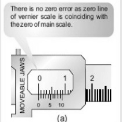 There is no zero error as zero line
of vernier scale is coinciding with
the zero of main scale.
MOVABLE JAWS
0 1 2
0 5 10
(a)